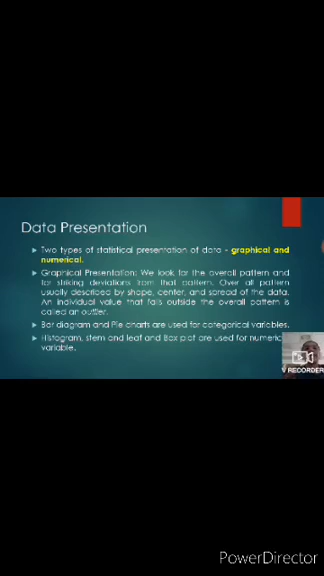 Data Presentation
Two types of statistical presentation of data - graphical and
numerical.
Graphical Presentation: We look for the overall pattern and
for striking deviations from that pattern. Over all pattern
usually described by shape, center, and spread of the data.
An individual value that falls outside the overall pattern is
called an outlier.
Bar diagram and Pie charts are used for categorical variables.
Histogram, stem and leaf and Box plot are used for numeric
variable.
V RECORDER
PowerDirector